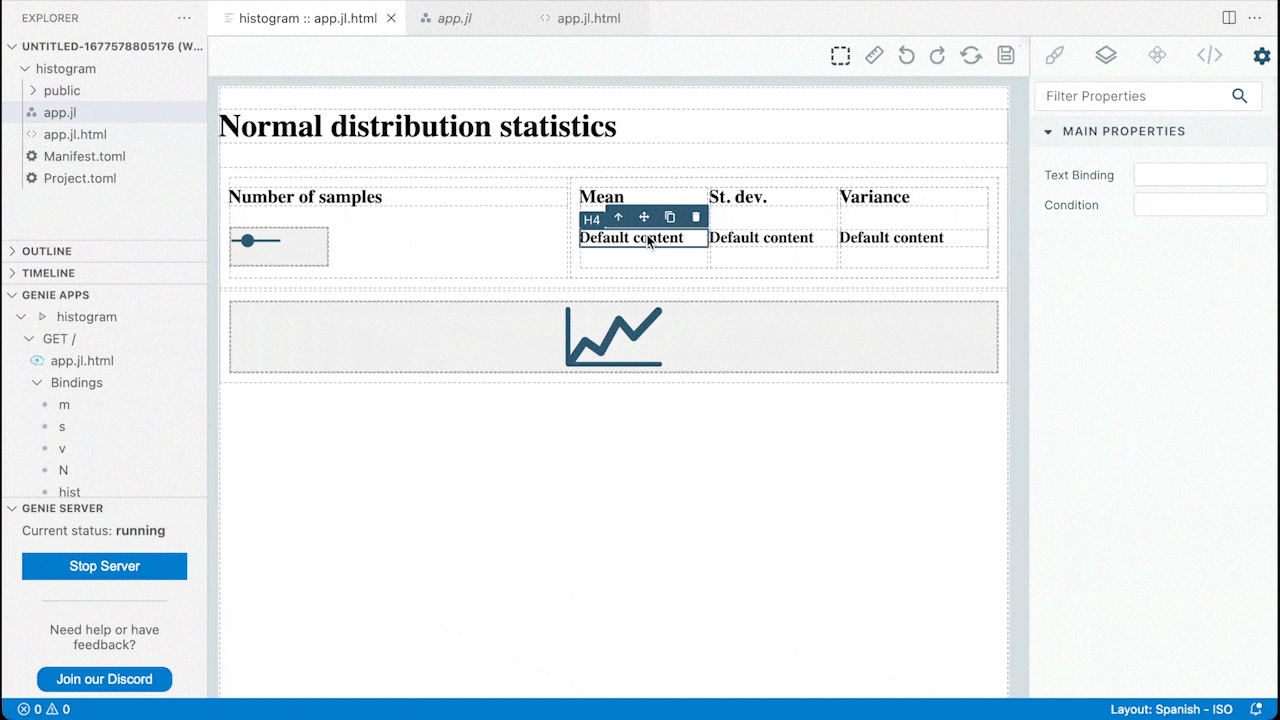 EXPLORER
histogram :: app.jl.html
app.jl
app.jl.html
UNTITLED-1677578805176 (W...
histogram
public
app.jl
app.jl.html
Manifest.toml
Project.toml
OUTLINE
TIMELINE
GENIE APPS
histogram
GET /
app.jl.html
Bindings
m
s
v
N
hist
GENIE SERVER
Current status: running
Stop Server
Need help or have
feedback?
Join our Discord
Normal distribution statistics
Number of samples
Mean St. dev. Variance
H4
Default content Default content Default content
Filter Properties
MAIN PROPERTIES
Text Binding
Condition
0 0
Layout: Spanish - ISO